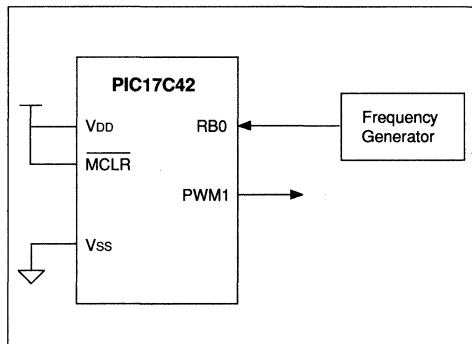 PIC17C42
VDD
RB0
Frequency
Generator
MCLR
PWM1
VSS